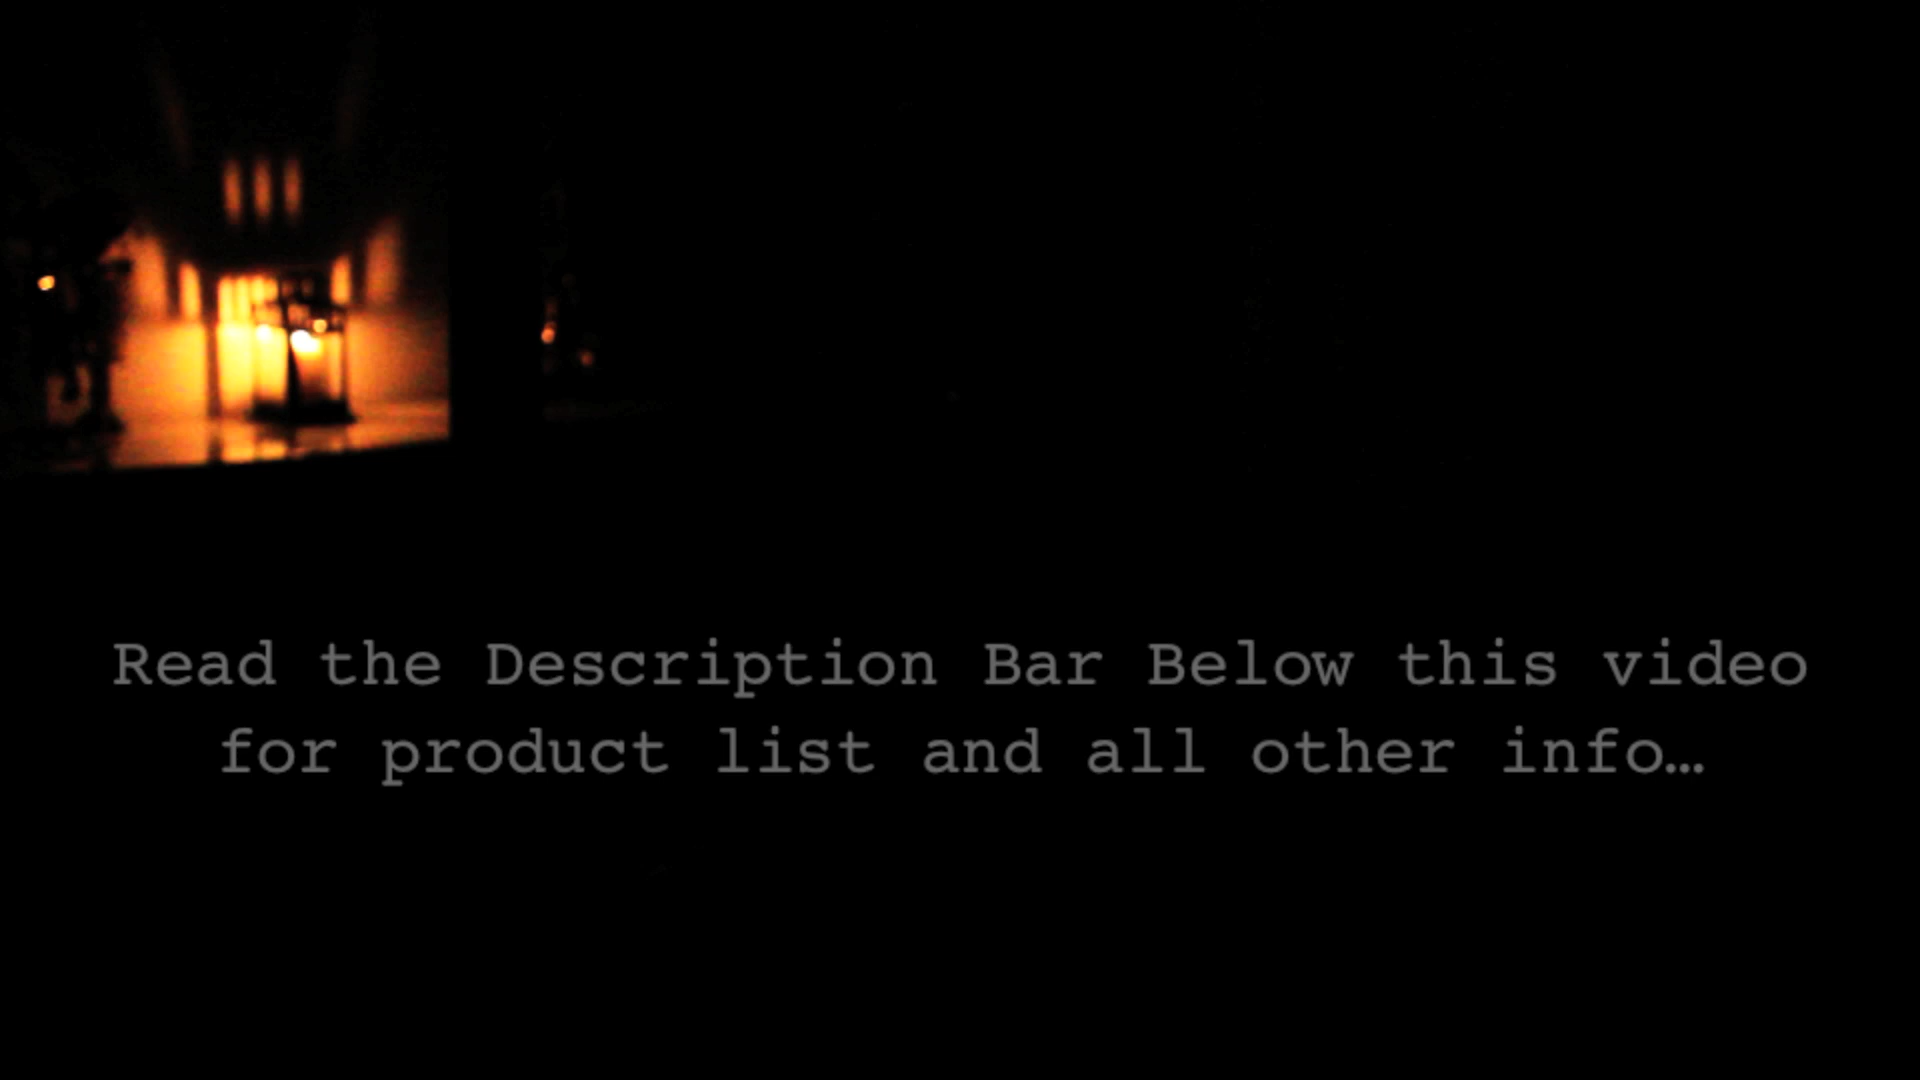 Read the Description Bar Below this video
for product list and all other info…